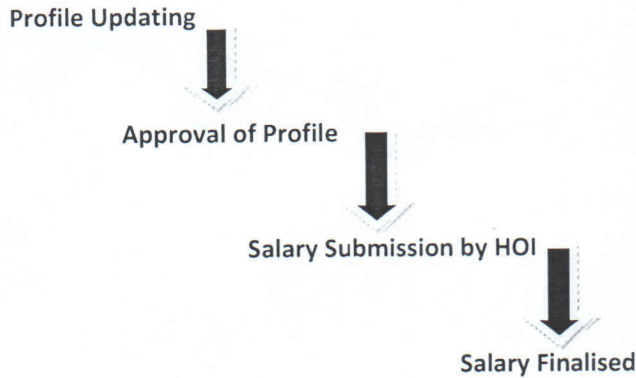 Profile Updating
Approval of Profile
Salary Submission by HOI
Salary Finalised